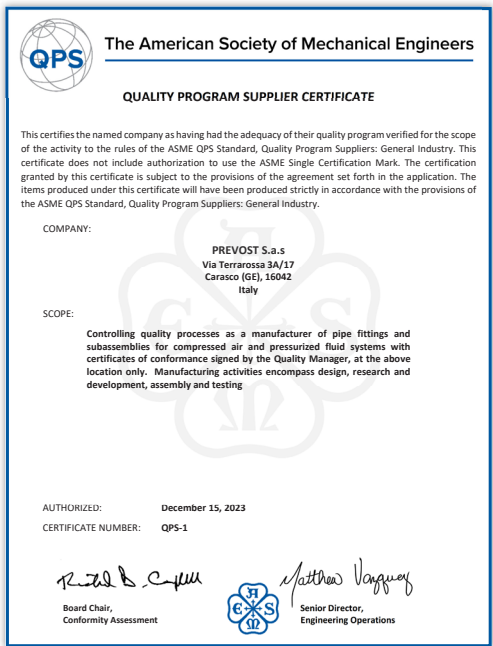 QPS
The American Society of Mechanical Engineers
QUALITY PROGRAM SUPPLIER CERTIFICATE
This certifies the named company as having had the adequacy of their quality program verified for the scope
of the activity to the rules of the ASME QPS Standard, Quality Program Suppliers: General Industry. This
certificate does not include authorization to use the ASME Single Certification Mark. The certification
granted by this certificate is subject to the provisions of the agreement set forth in the application. The
items produced under this certificate will have been produced strictly in accordance with the provisions of
the ASME QPS Standard, Quality Program Suppliers: General Industry.
COMPANY:
PREVOST S.a.s
Via Terrarossa 3A/17
Carasco (GE), 16042
Italy
SCOPE:
Controlling quality processes as a manufacturer of pipe fittings and
subassemblies for compressed air and pressurized fluid systems with
certificates of conformance signed by the Quality Manager, at the above
location only. Manufacturing activities encompass design, research and
development, assembly and testing
AUTHORIZED: December 15, 2023
CERTIFICATE NUMBER: QPS-1
Matthew Vazquez
Board Chair,
Conformity Assessment
A
E S
M
Senior Director,
Engineering Operations